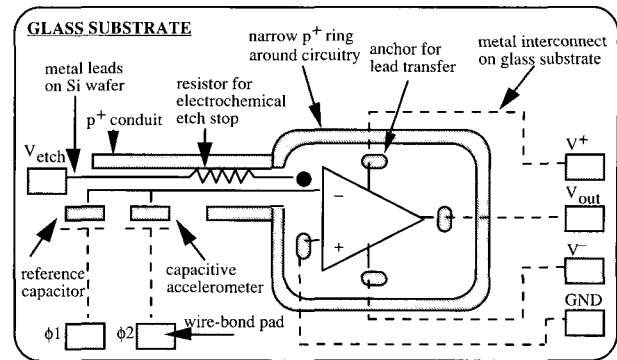 GLASS SUBSTRATE
narrow p+ ring
around circuitry
anchor for
lead transfer
metal interconnect
on glass substrate
metal leads
on Si wafer
resistor for
electrochemical
etch stop
p+ conduit
Vetch
V+
Vout
V−
GND
−
+
reference
capacitor
capacitive
accelerometer
ϕ1
ϕ2
wire-bond pad